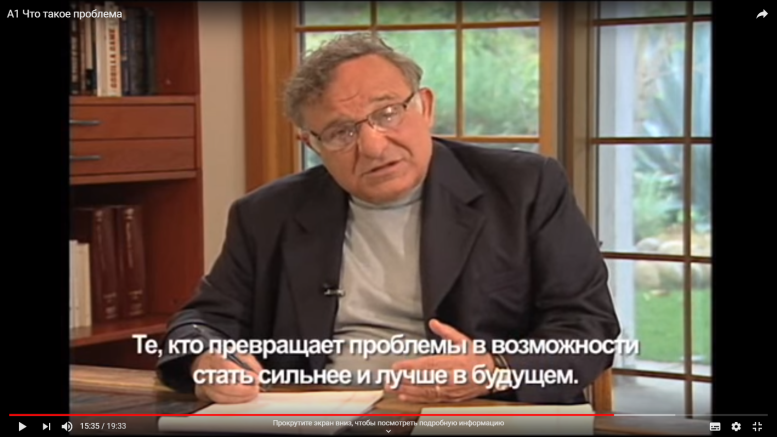 А1 Что такое проблема
GORILLA
Те, кто превращает проблемы в возможности
стать сильнее и лучше в будущем.
15:35 / 19:33
Прокрутите экран вниз, чтобы посмотреть подробную информацию